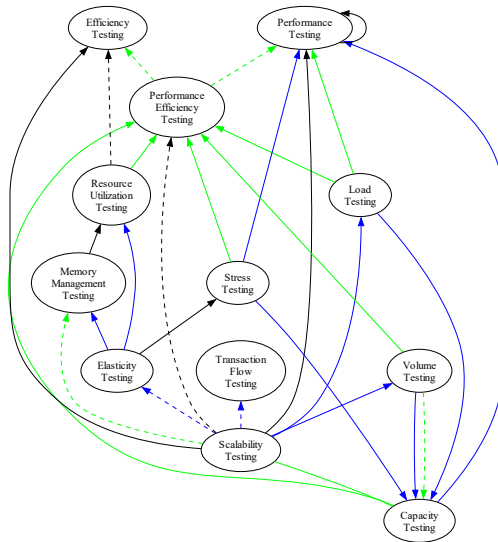 Efficiency
Testing
Performance
Testing
Performance
Efficiency
Testing
Resource
Utilization
Testing
Load
Testing
Memory
Management
Testing
Stress
Testing
Elasticity
Testing
Transaction
Flow
Testing
Volume
Testing
Scalability
Testing
Capacity
Testing